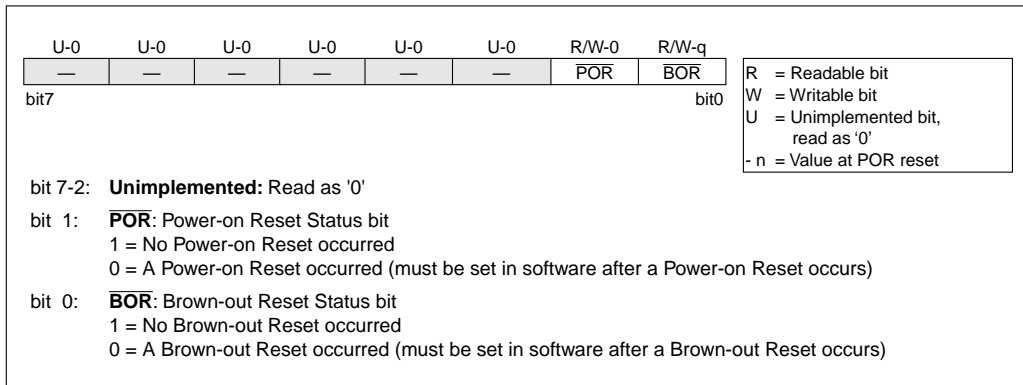 U-0 U-0 U-0 U-0 U-0 U-0 R/W-0 R/W-q
— — — — — — P̅O̅R̅ B̅O̅R̅
bit7 bit0
R = Readable bit
W = Writable bit
U = Unimplemented bit,
read as ‘0’
- n = Value at POR reset
bit 7-2: Unimplemented: Read as '0'
bit 1: P̅O̅R̅: Power-on Reset Status bit
1 = No Power-on Reset occurred
0 = A Power-on Reset occurred (must be set in software after a Power-on Reset occurs)
bit 0: B̅O̅R̅: Brown-out Reset Status bit
1 = No Brown-out Reset occurred
0 = A Brown-out Reset occurred (must be set in software after a Brown-out Reset occurs)